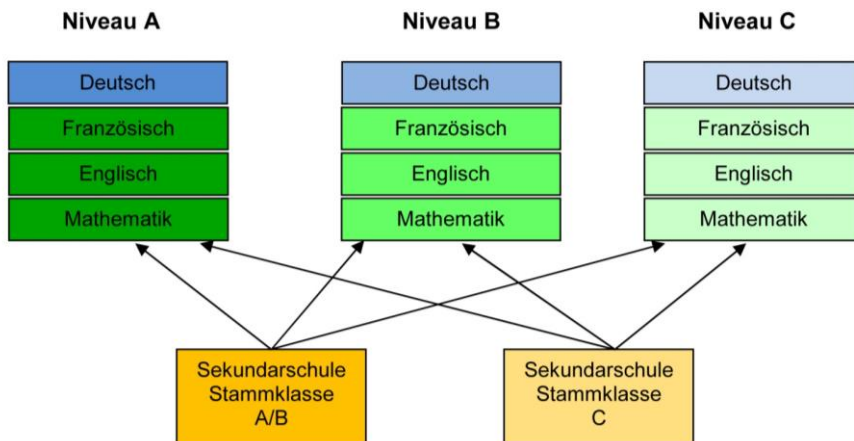 Niveau A
Niveau B
Niveau C
Deutsch
Deutsch
Deutsch
Französisch
Französisch
Französisch
Englisch
Englisch
Englisch
Mathematik
Mathematik
Mathematik
Sekundarschule
Stammklasse
A/B
Sekundarschule
Stammklasse
C